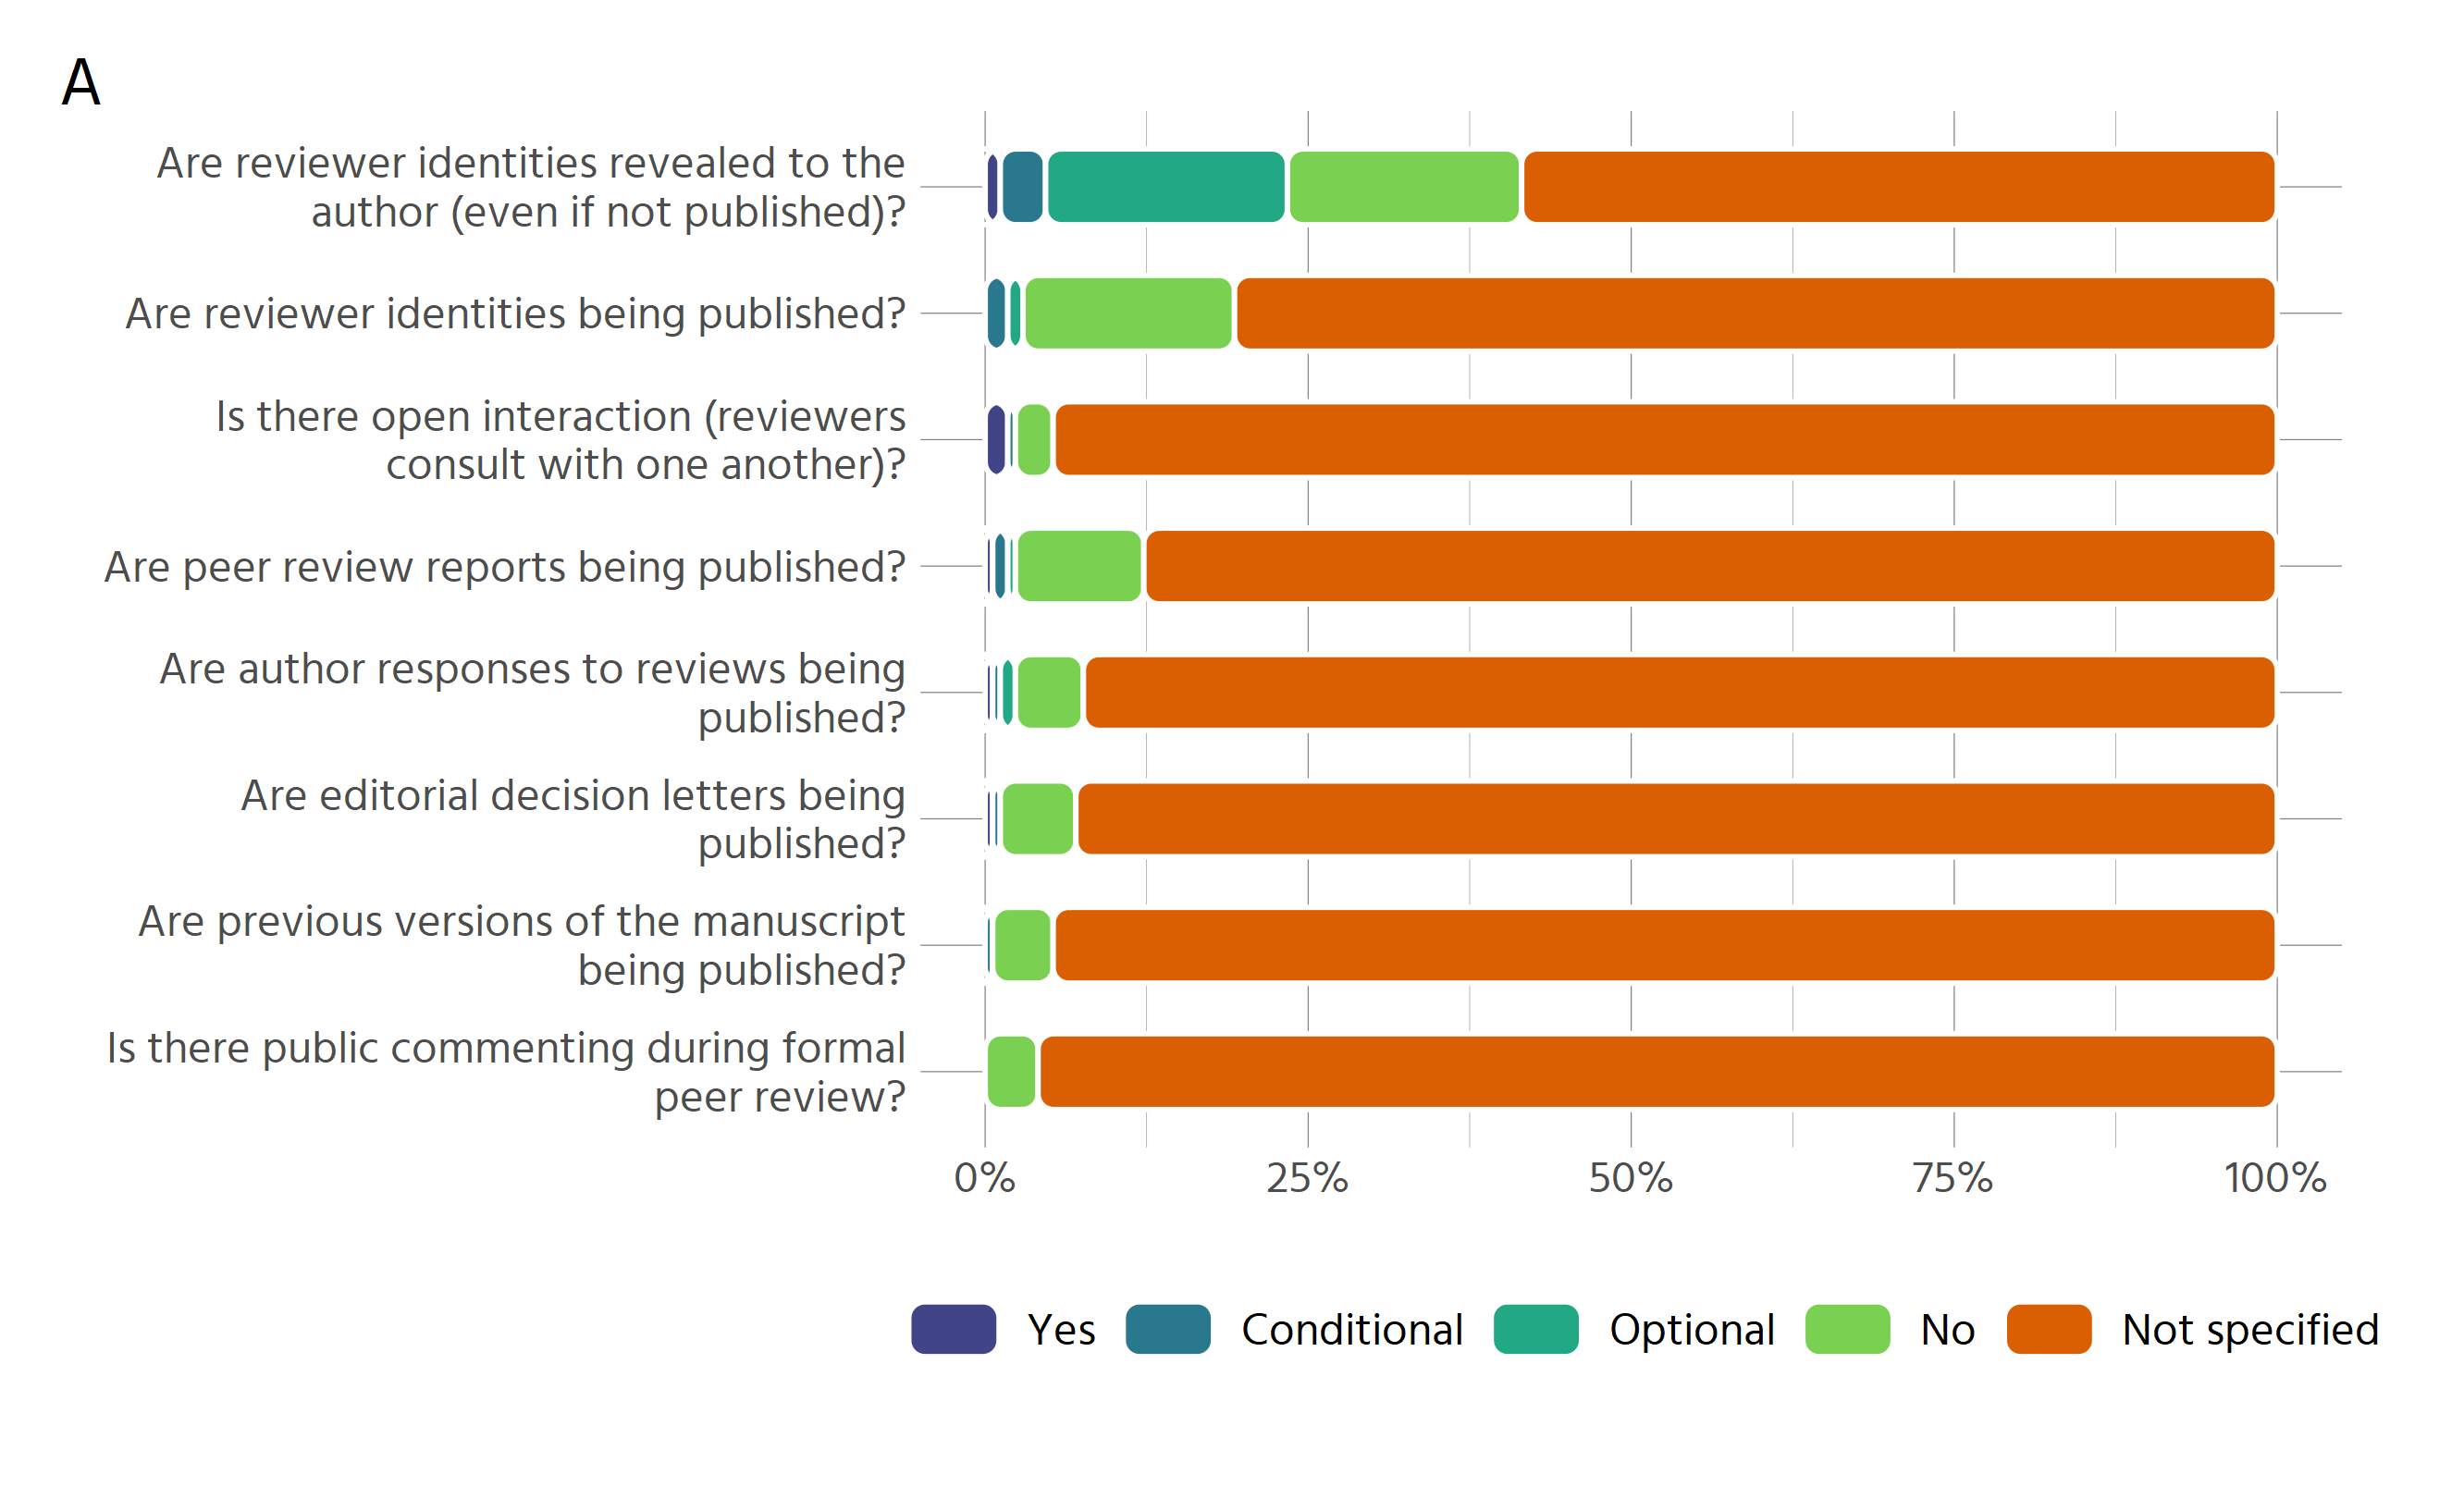 A
Are reviewer identities revealed to the
author (even if not published)?
Are reviewer identities being published?
Is there open interaction (reviewers
consult with one another)?
Are peer review reports being published?
Are author responses to reviews being
published?
Are editorial decision letters being
published?
Are previous versions of the manuscript
being published?
Is there public commenting during formal
peer review?
0% 25% 50% 75% 100%
Yes Conditional Optional No Not specified